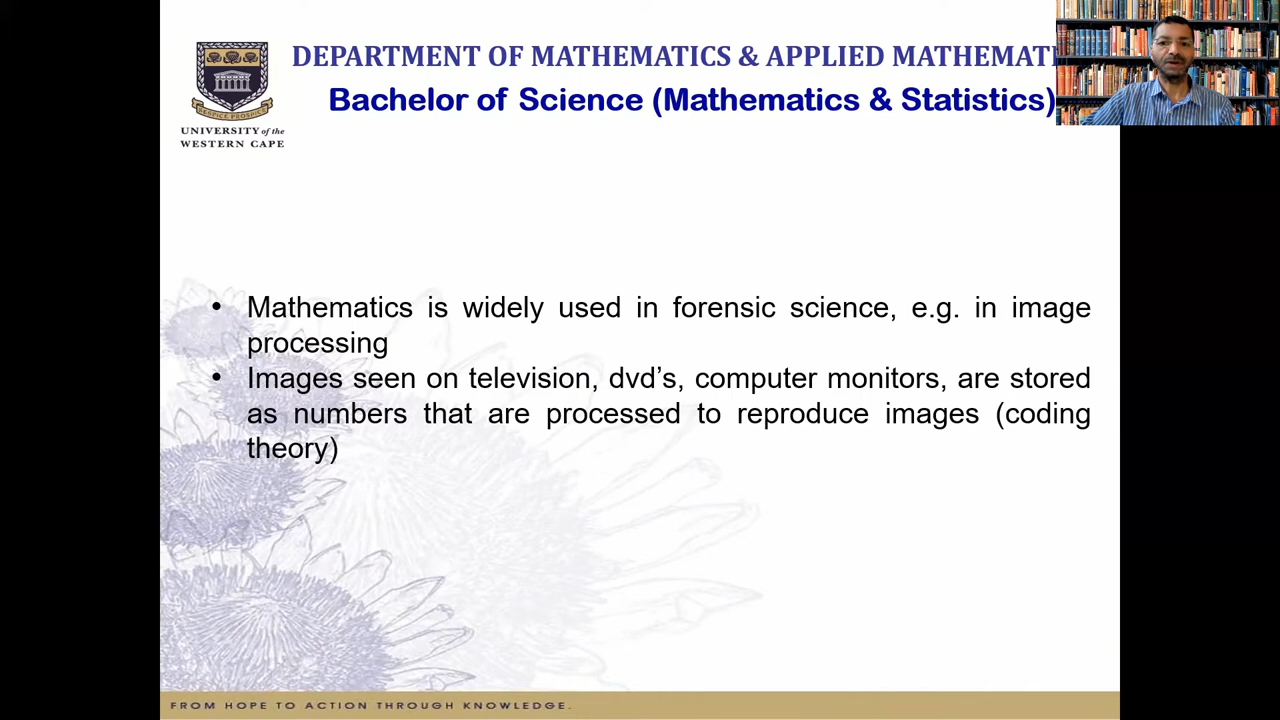 DEPARTMENT OF MATHEMATICS & APPLIED MATHEMATI
Bachelor of Science (Mathematics & Statistics)
UNIVERSITY of the
WESTERN CAPE
• Mathematics is widely used in forensic science, e.g. in image
processing
• Images seen on television, dvd’s, computer monitors, are stored
as numbers that are processed to reproduce images (coding
theory)
FROM HOPE TO ACTION THROUGH KNOWLEDGE.